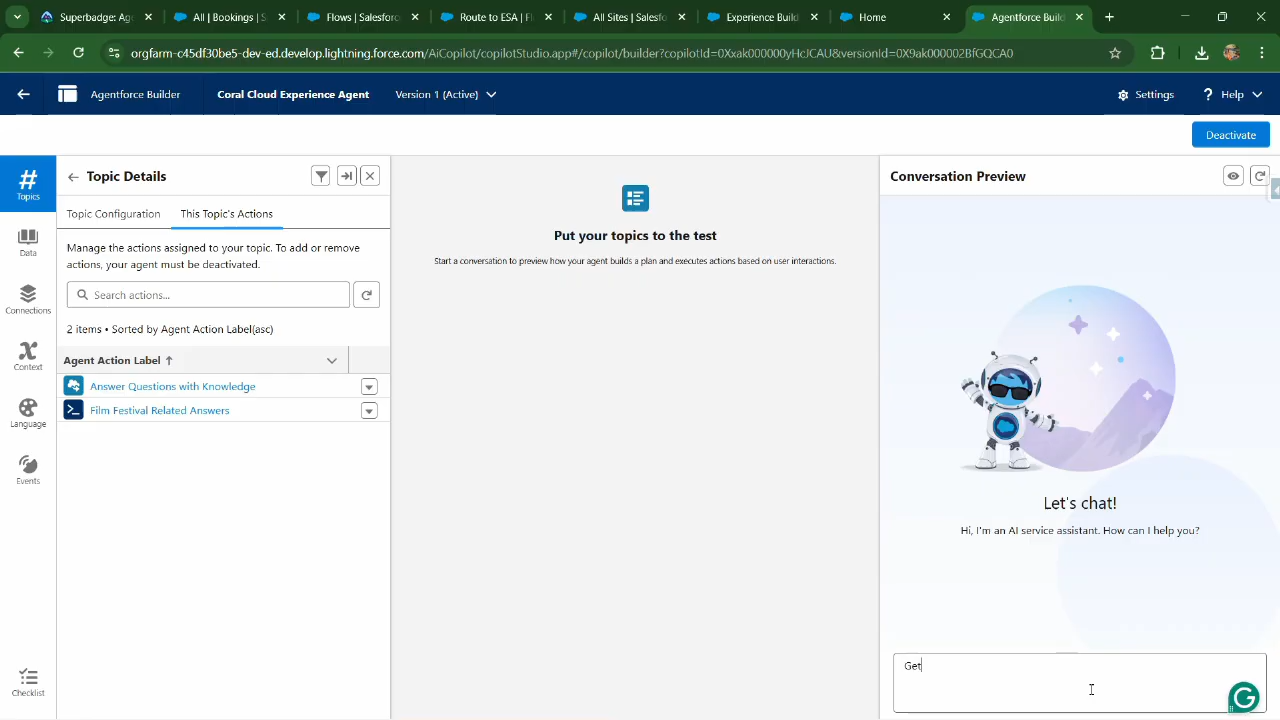 Superbadge: Age
All | Bookings | S
Flows | Salesforc
Route to ESA | Fl
All Sites | Salesfo
Experience Build
Home
Agentforce Build
orgfarm-c45df30be5-dev-ed.develop.lightning.force.com/AiCopilot/copilotStudio.app#/copilot/builder?copilotId=0Xxak000000yHcJCAU&versionId=0X9ak000002BfGQCA0
Agentforce Builder
Coral Cloud Experience Agent
Version 1 (Active)
Settings
? Help
Deactivate
# Topics
Data
Connections
Context
Language
Events
Checklist
Topic Details
Topic Configuration
This Topic's Actions
Manage the actions assigned to your topic. To add or remove
actions, your agent must be deactivated.
Search actions...
2 items • Sorted by Agent Action Label(asc)
Agent Action Label ↑
Answer Questions with Knowledge
Film Festival Related Answers
Put your topics to the test
Start a conversation to preview how your agent builds a plan and executes actions based on user interactions.
Conversation Preview
Let's chat!
Hi, I'm an AI service assistant. How can I help you?
Get